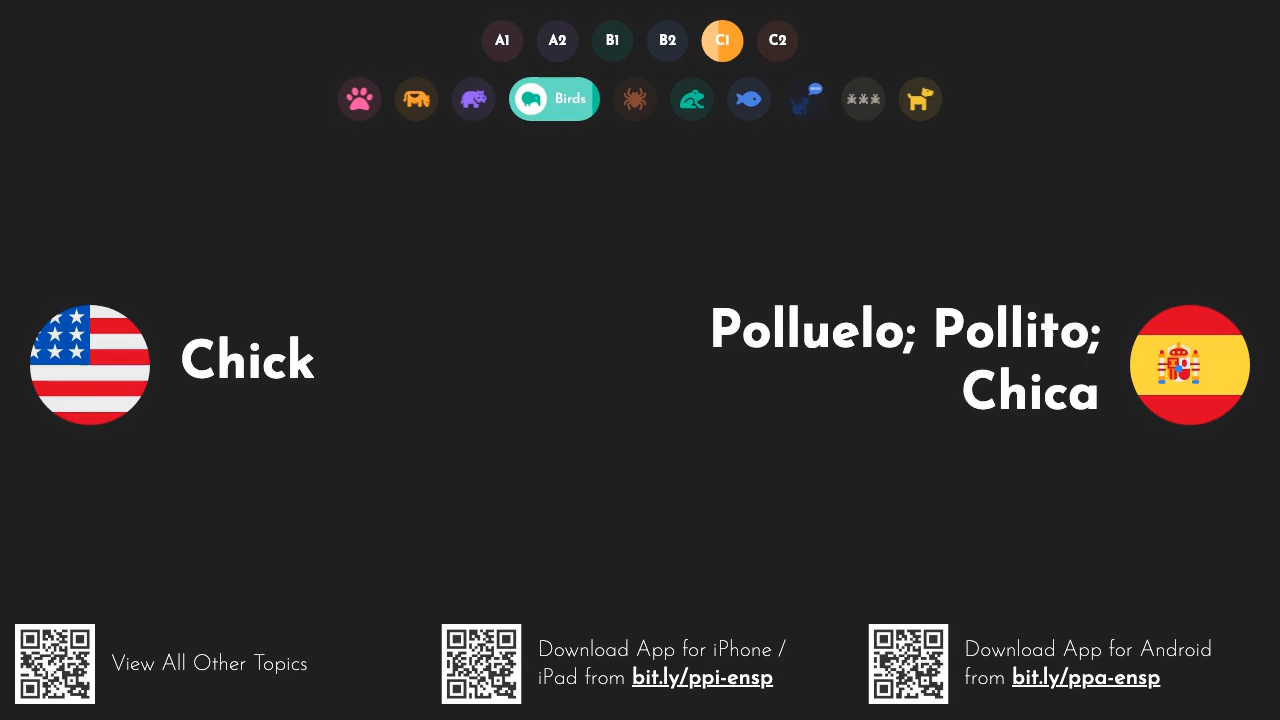 A1 A2 B1 B2 C1 C2
Birds
Chick
Polluelo; Pollito;
Chica
View All Other Topics
Download App for iPhone /
iPad from bit.ly/ppi-ensp
Download App for Android
from bit.ly/ppa-ensp